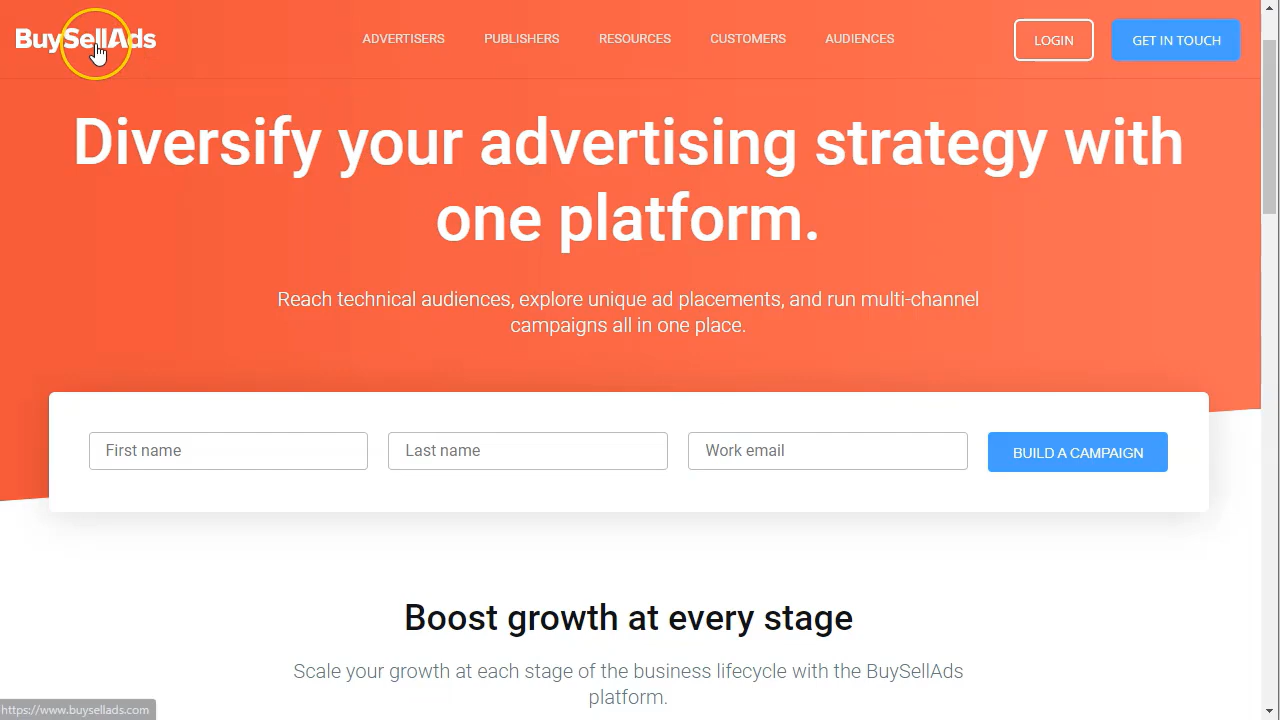 BuySellAds
ADVERTISERS PUBLISHERS RESOURCES CUSTOMERS AUDIENCES
LOGIN
GET IN TOUCH
Diversify your advertising strategy with
one platform.
Reach technical audiences, explore unique ad placements, and run multi-channel
campaigns all in one place.
First name
Last name
Work email
BUILD A CAMPAIGN
Boost growth at every stage
Scale your growth at each stage of the business lifecycle with the BuySellAds
platform.
https://www.buysellads.com